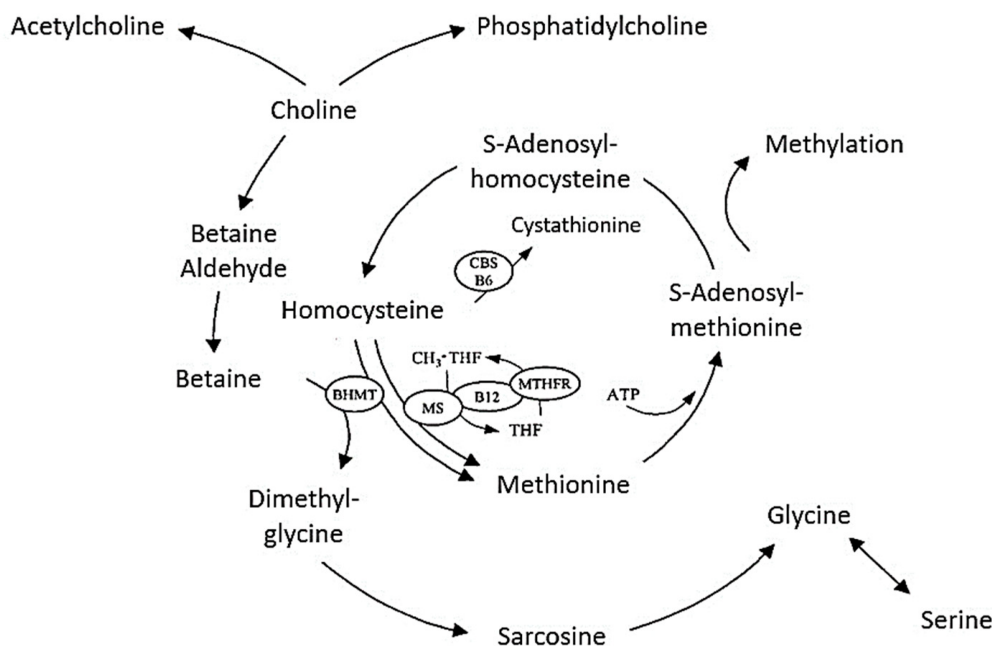 Acetylcholine
Phosphatidylcholine
Choline
S-Adenosyl-
homocysteine
Methylation
Betaine
Aldehyde
Cystathionine
CBS
B6
Homocysteine
S-Adenosyl-
methionine
Betaine
BHMT
CH₃-THF
MTHFR
B12
MS
THF
ATP
Methionine
Dimethyl-
glycine
Glycine
Sarcosine
Serine